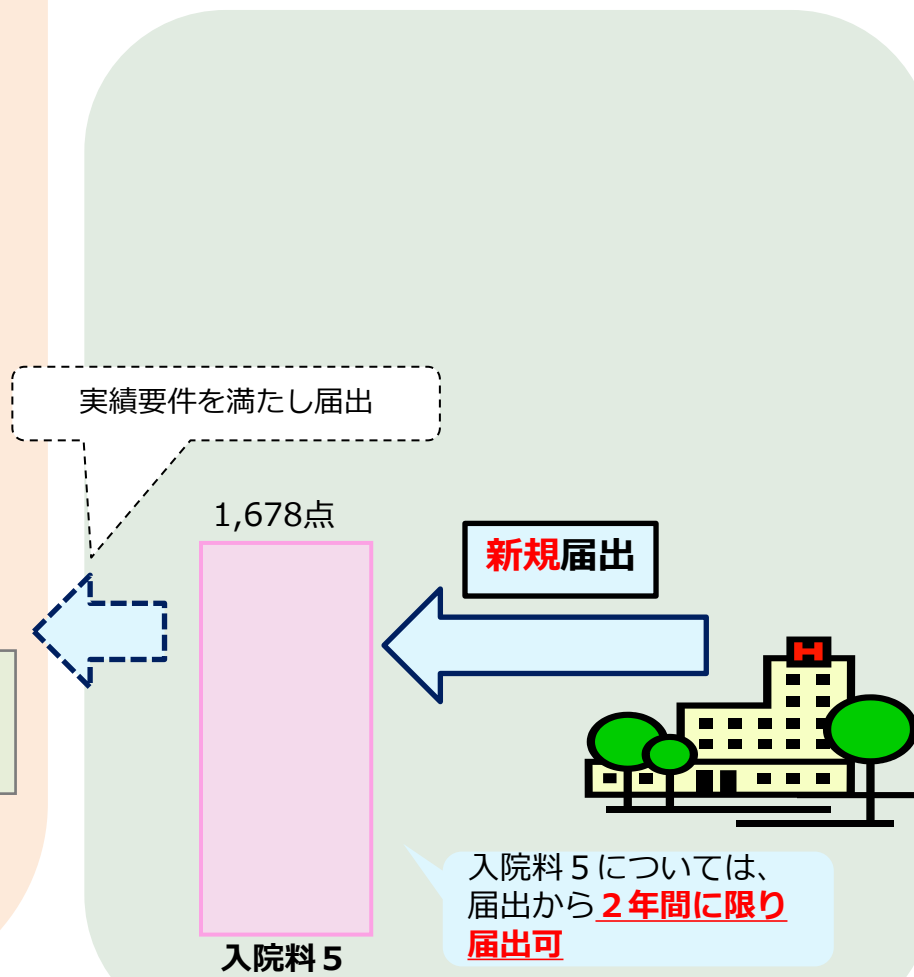 実績要件を満たし届出
1,678点
新規届出
H
入院料５については、
届出から２年間に限り
届出可
入院料５